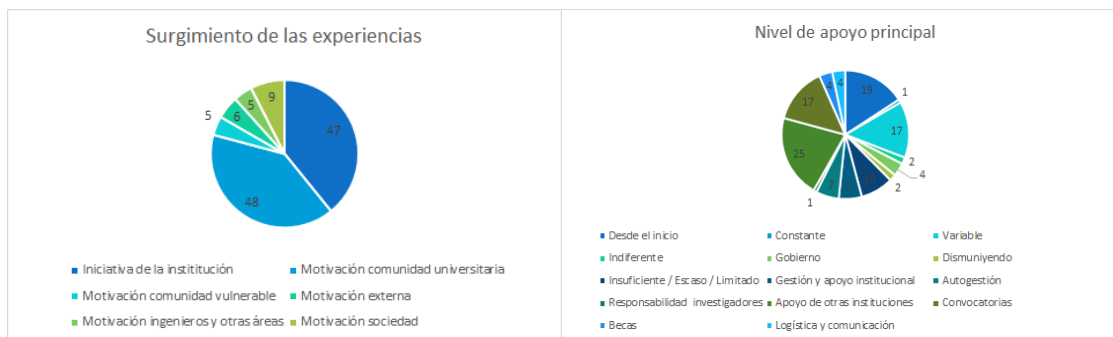 Surgimiento de las experiencias
47
48
5
6
5
9
Iniciativa de la instititución
Motivación comunidad universitaria
Motivación comunidad vulnerable
Motivación externa
Motivación ingenieros y otras áreas
Motivación sociedad
Nivel de apoyo principal
19
1
17
2
4
2
10
7
7
1
25
17
4
4
Desde el inicio
Constante
Variable
Indiferente
Gobierno
Dismuniyendo
Insuficiente / Escaso / Limitado
Gestión y apoyo institucional
Autogestión
Responsabilidad investigadores
Apoyo de otras instituciones
Convocatorias
Becas
Logística y comunicación